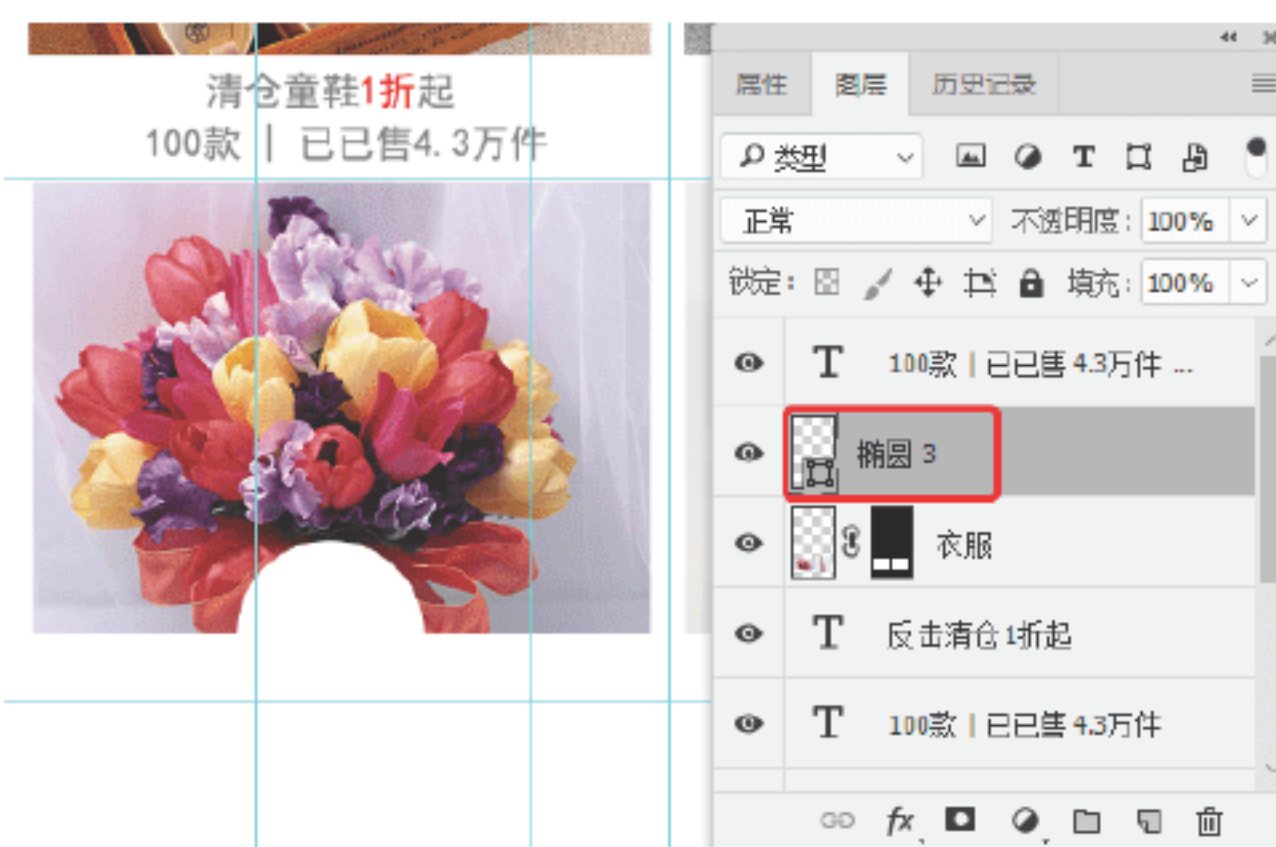 清仓童鞋1折起
100款 | 已已售4.3万件
属性 图层 历史记录
类型 T
正常 不透明度: 100%
锁定: 填充: 100%
T 100款 | 已已售 4.3万件 ...
椭圆 3
衣服
T 反击清仓 1折起
T 100款 | 已已售 4.3万件
fx